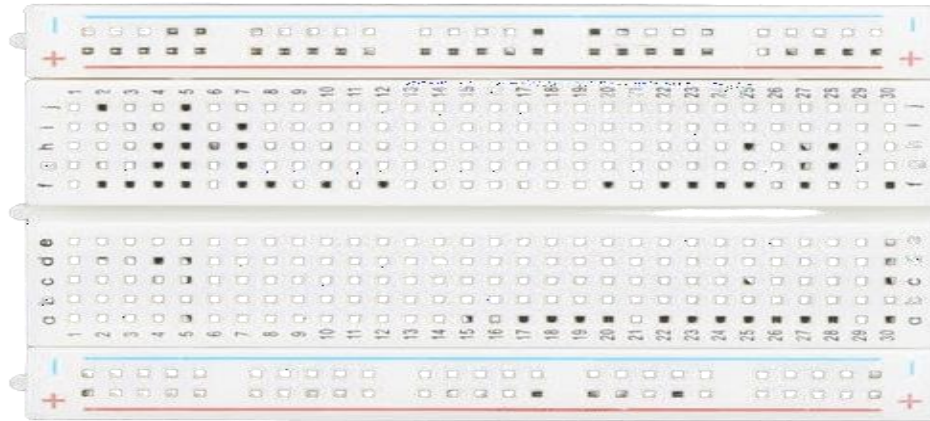 − −
+ +
1 2 3 4 5 6 7 8 9 10 11 12 13 14 15 16 17 18 19 20 21 22 23 24 25 26 27 28 29 30
j j
i i
h h
g
f f
e
d
c c
b b
a a
1 2 3 4 5 6 7 8 9 10 11 12 13 14 15 16 17 18 19 20 21 22 23 24 25 26 27 28 29 30
− −
+ +